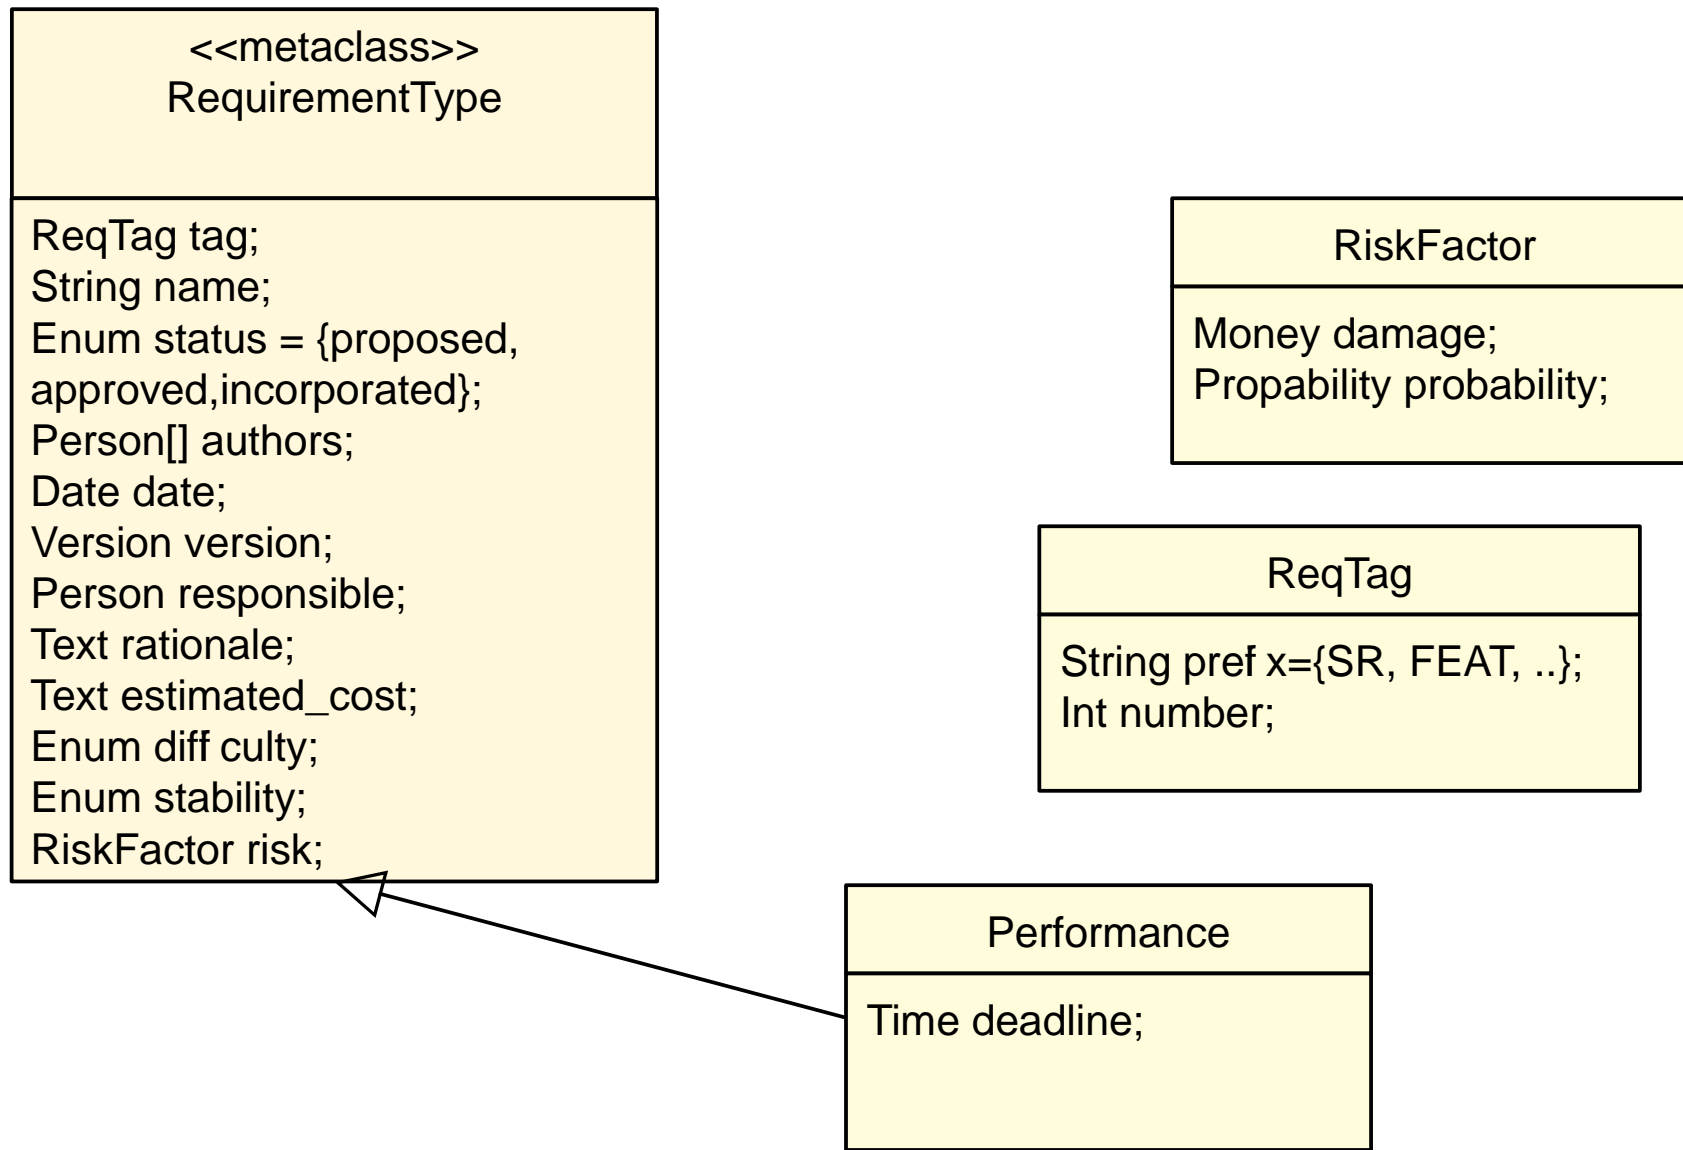 <<metaclass>>
RequirementType
ReqTag tag;
String name;
Enum status = {proposed,
approved,incorporated};
Person[] authors;
Date date;
Version version;
Person responsible;
Text rationale;
Text estimated_cost;
Enum diff culty;
Enum stability;
RiskFactor risk;
RiskFactor
Money damage;
Propability probability;
ReqTag
String pref x={SR, FEAT, ..};
Int number;
Performance
Time deadline;